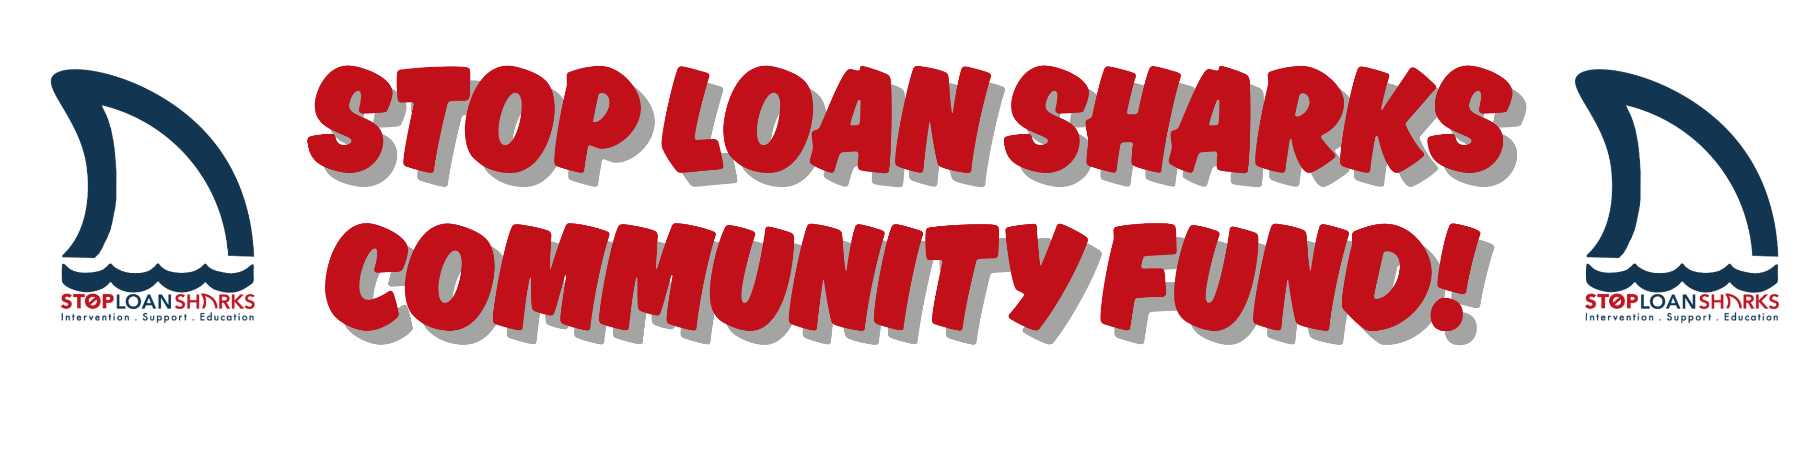 STOP LOAN SHARKS
COMMUNITY FUND!
STOPLOANSHARKS
Intervention . Support . Education
STOPLOANSHARKS
Intervention . Support . Education